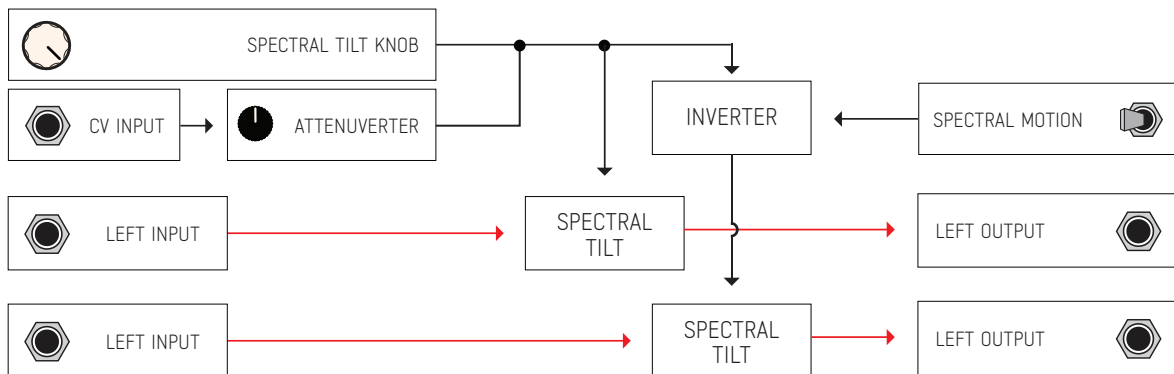 SPECTRAL TILT KNOB
CV INPUT
ATTENUVERTER
INVERTER
SPECTRAL MOTION
LEFT INPUT
SPECTRAL
TILT
LEFT OUTPUT
LEFT INPUT
SPECTRAL
TILT
LEFT OUTPUT